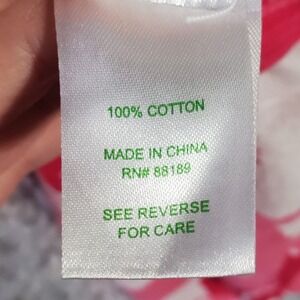 100% COTTON
MADE IN CHINA
RN# 88189
SEE REVERSE
FOR CARE